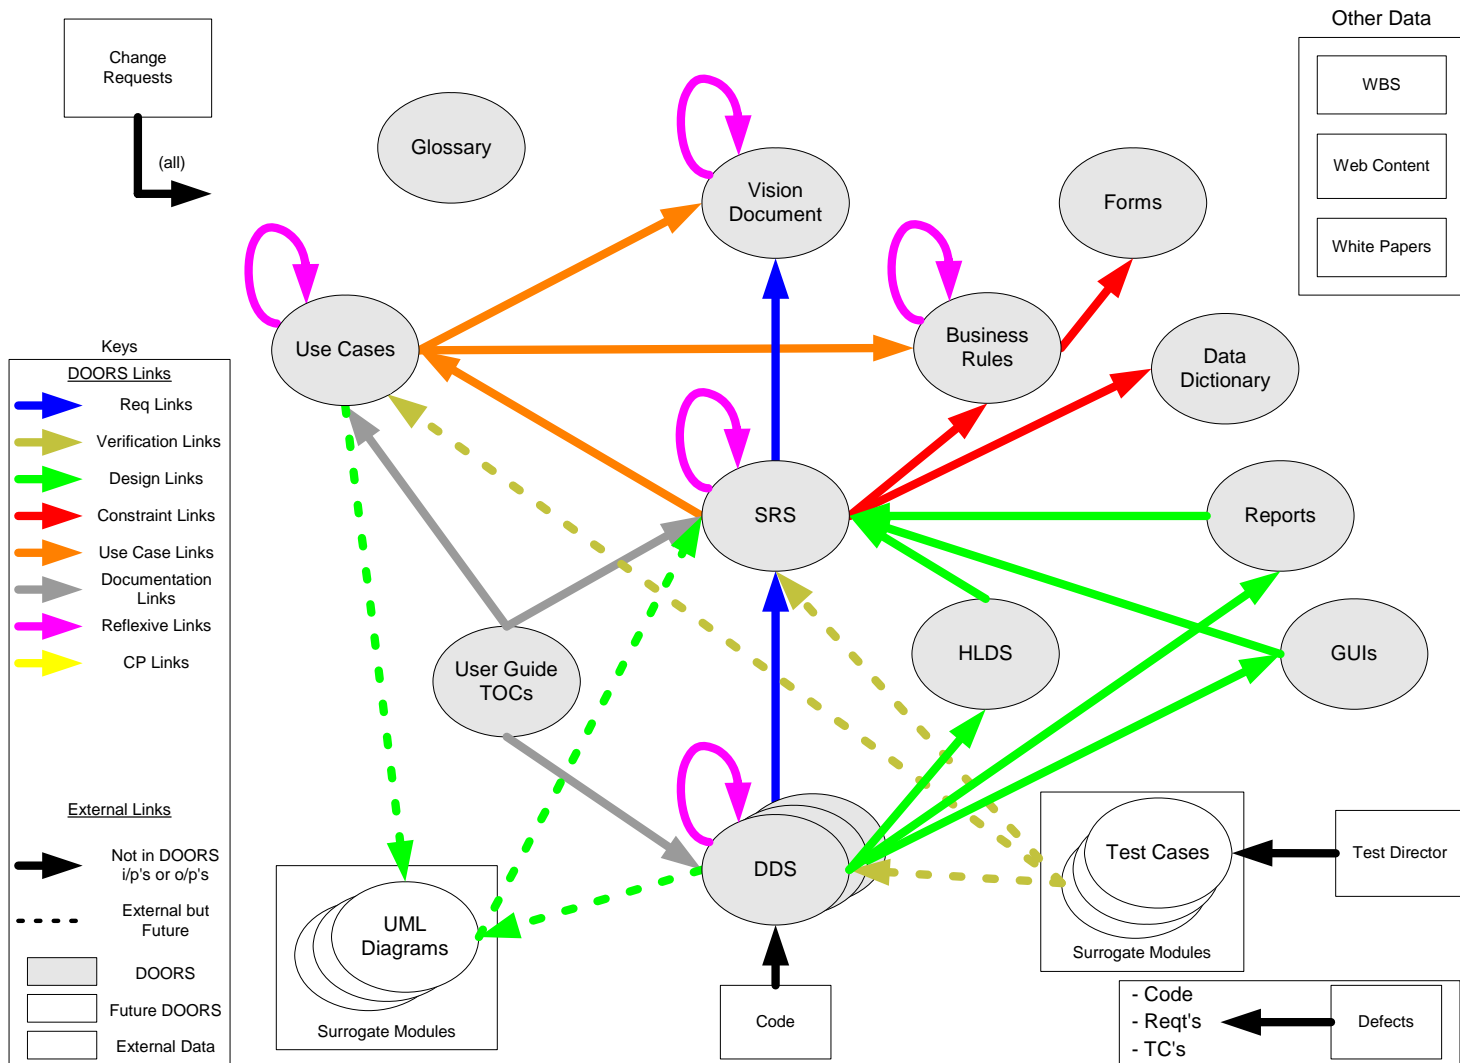 Other Data
Change
Requests
(all)
WBS
Web Content
White Papers
Glossary
Vision
Document
Forms
Use Cases
Business
Rules
Data
Dictionary
Keys
DOORS Links
Req Links
Verification Links
Design Links
Constraint Links
Use Case Links
Documentation
Links
Reflexive Links
CP Links
SRS
Reports
User Guide
TOCs
HLDS
GUIs
External Links
Not in DOORS
i/p's or o/p's
External but
Future
DOORS
Future DOORS
External Data
DDS
Test Cases
Surrogate Modules
Test Director
UML
Diagrams
Surrogate Modules
Code
- Code
- Reqt's
- TC's
Defects